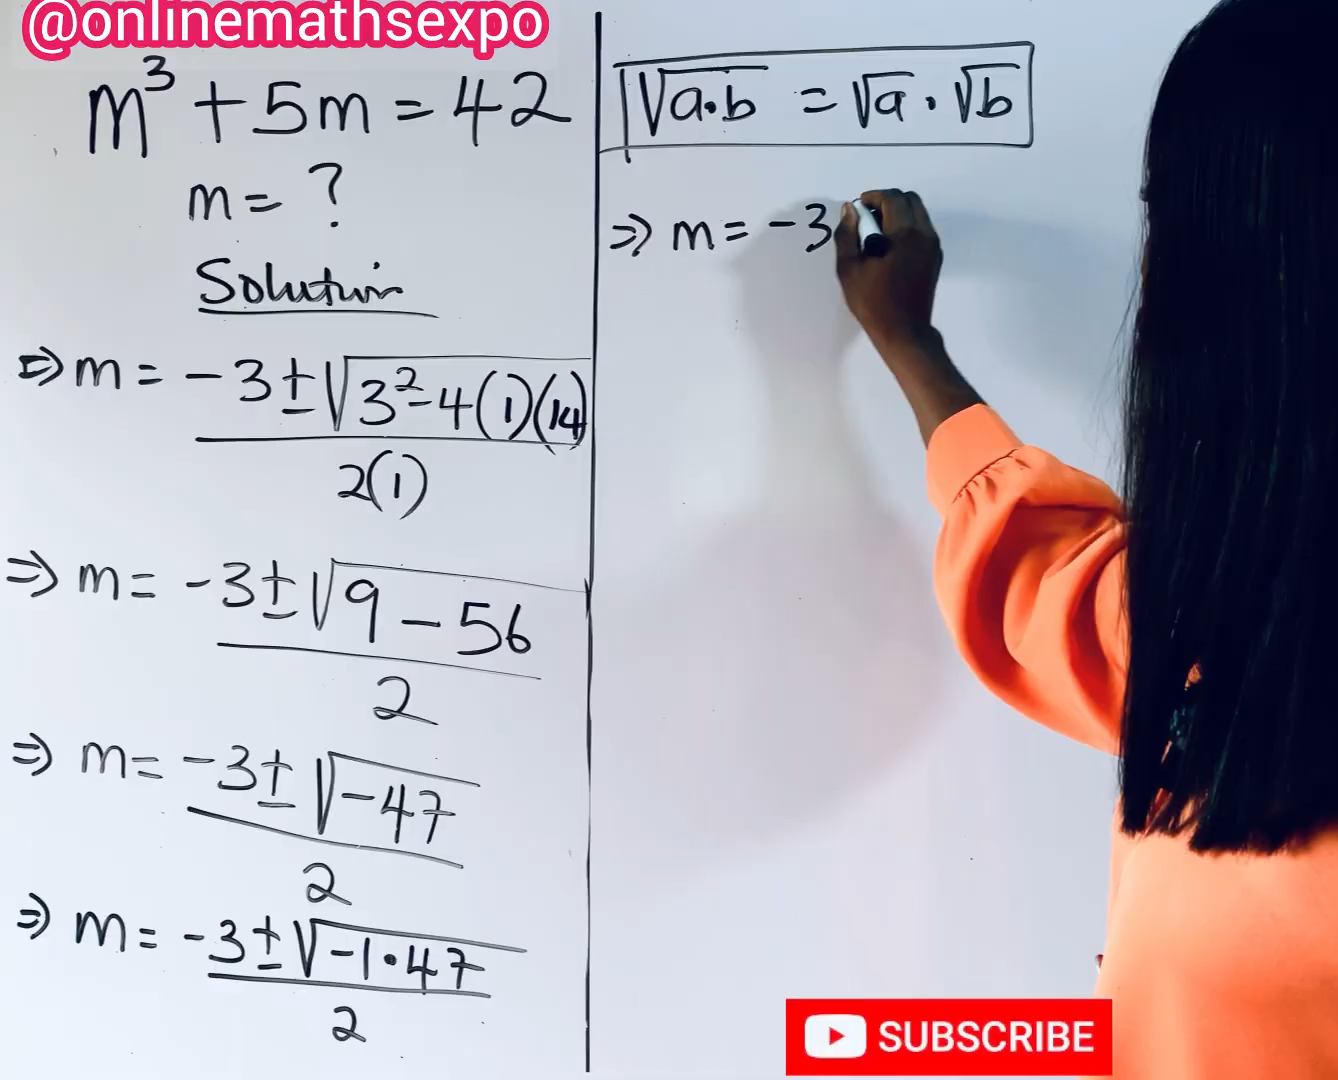 @onlinemathsexpo
m³ + 5m = 42
m = ?
Solution
⇒ m = -3 ± √3² - 4(1)(14)
2(1)
⇒ m = -3 ± √9 - 56
2
⇒ m = -3 ± √-47
2
⇒ m = -3 ± √-1·47
2
√a·b = √a · √b
⇒ m = -3
SUBSCRIBE